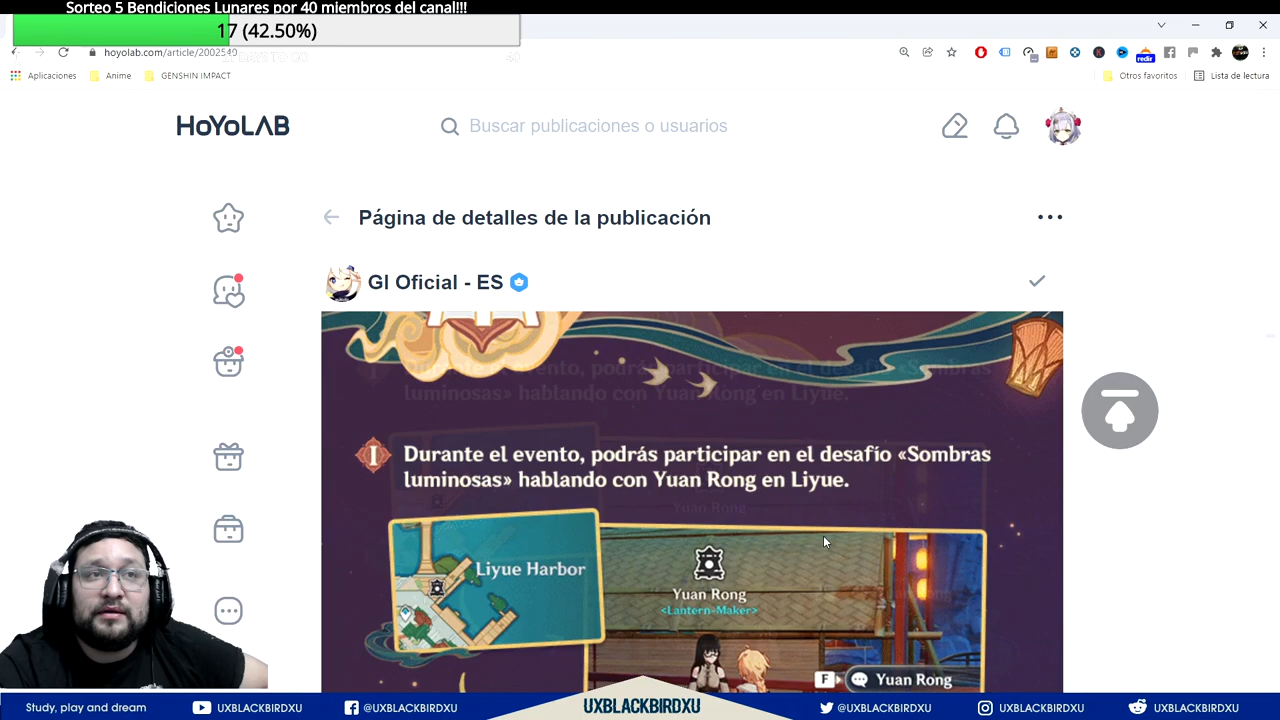 Sorteo 5 Bendiciones Lunares por 40 miembros del canal!!!
17 (42.50%)
hoyolab.com/article/2002540
Aplicaciones
Anime
GENSHIN IMPACT
redir
Otros favoritos
Lista de lectura
HoYoLAB
Buscar publicaciones o usuarios
Página de detalles de la publicación
GI Oficial - ES
I Durante el evento, podrás participar en el desafío «Sombras
luminosas» hablando con Yuan Rong en Liyue.
Liyue Harbor
Yuan Rong
<Lantern-Maker>
F
Yuan Rong
Study, play and dream
UXBLACKBIRDXU
@UXBLACKBIRDXU
UXBLACKBIRDXU
@UXBLACKBIRDXU
UXBLACKBIRDXU
UXBLACKBIRDXU